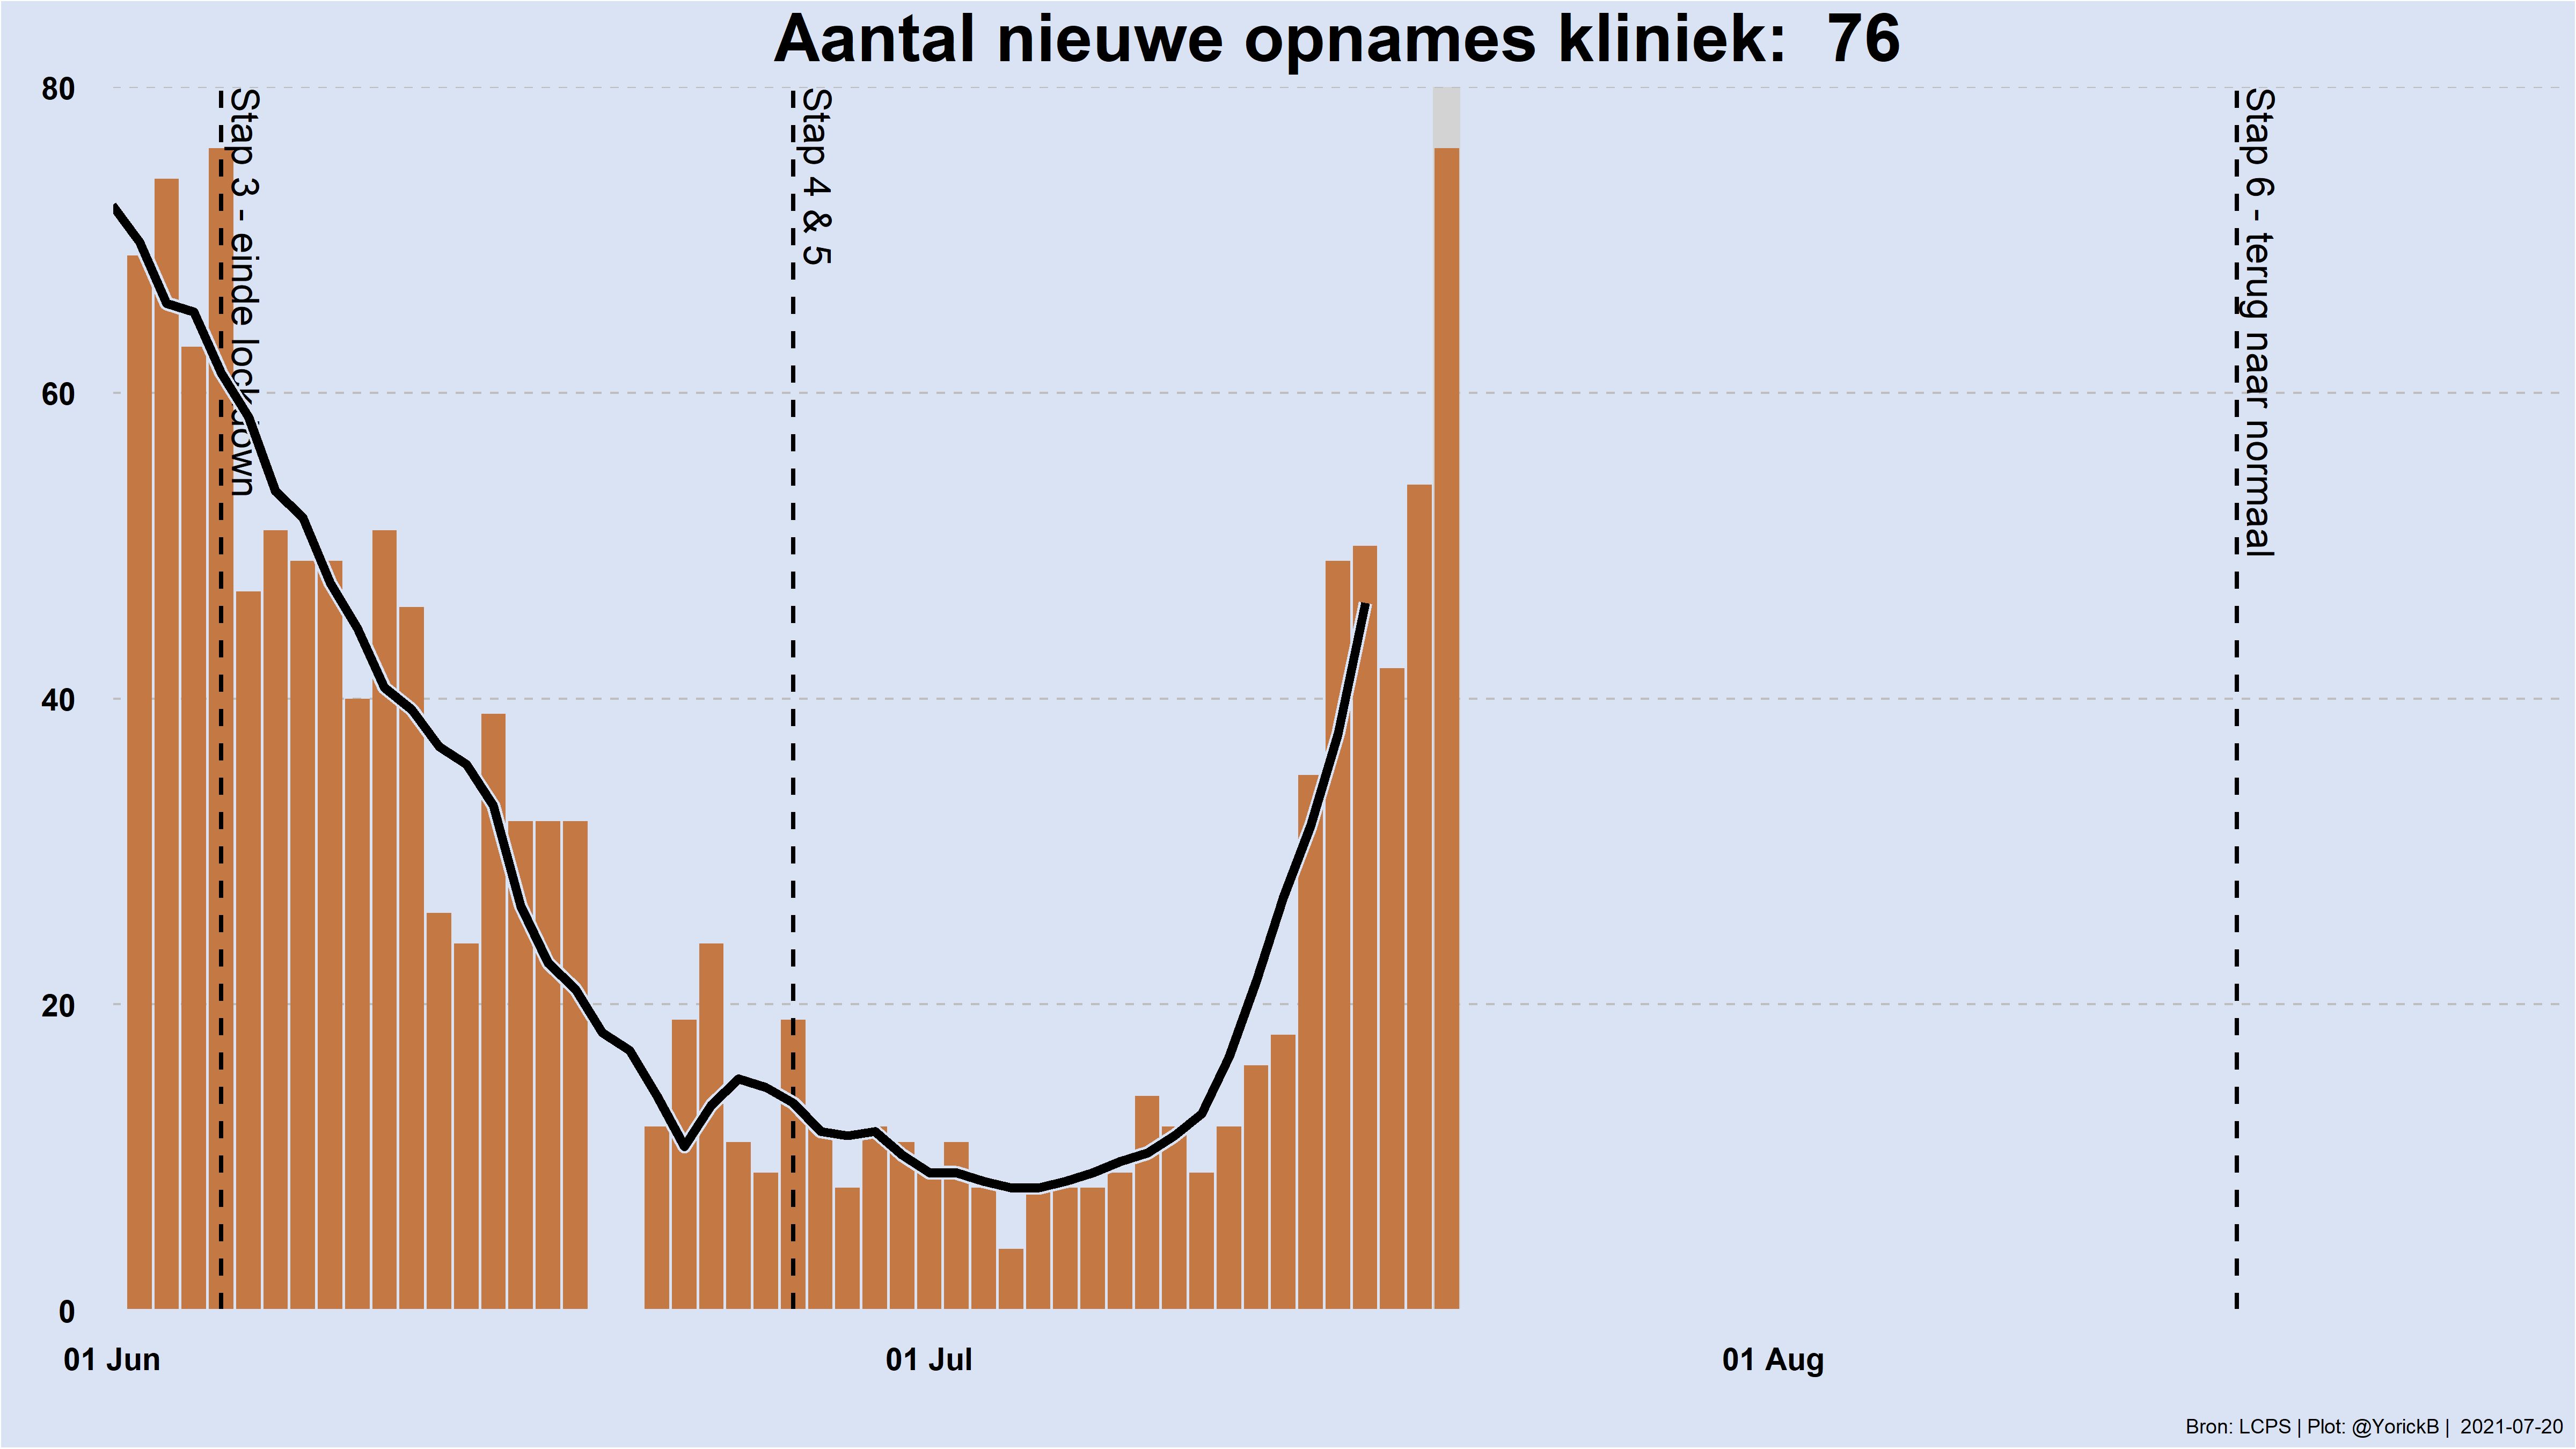 Aantal nieuwe opnames kliniek:  76
80
60
40
20
0
Stap 3 - einde lockdown
Stap 4 & 5
Stap 6 - terug naar normaal
01 Jun
01 Jul
01 Aug
Bron: LCPS | Plot: @YorickB |  2021-07-20